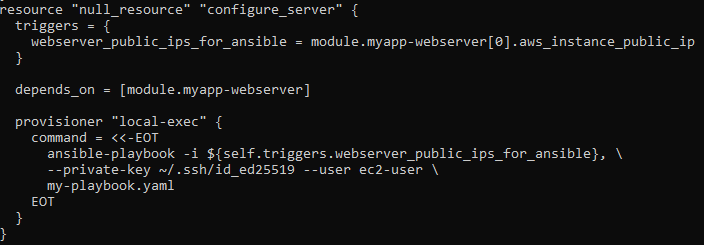 resource "null_resource" "configure_server" {
  triggers = {
    webserver_public_ips_for_ansible = module.myapp-webserver[0].aws_instance_public_ip
  }

  depends_on = [module.myapp-webserver]

  provisioner "local-exec" {
    command = <<-EOT
      ansible-playbook -i ${self.triggers.webserver_public_ips_for_ansible}, \
      --private-key ~/.ssh/id_ed25519 --user ec2-user \
      my-playbook.yaml
    EOT
  }
}